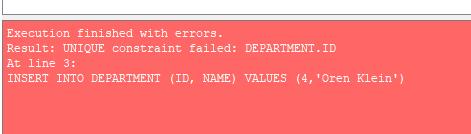 Execution finished with errors.
Result: UNIQUE constraint failed: DEPARTMENT.ID
At line 3:
INSERT INTO DEPARTMENT (ID, NAME) VALUES (4,'Oren Klein')